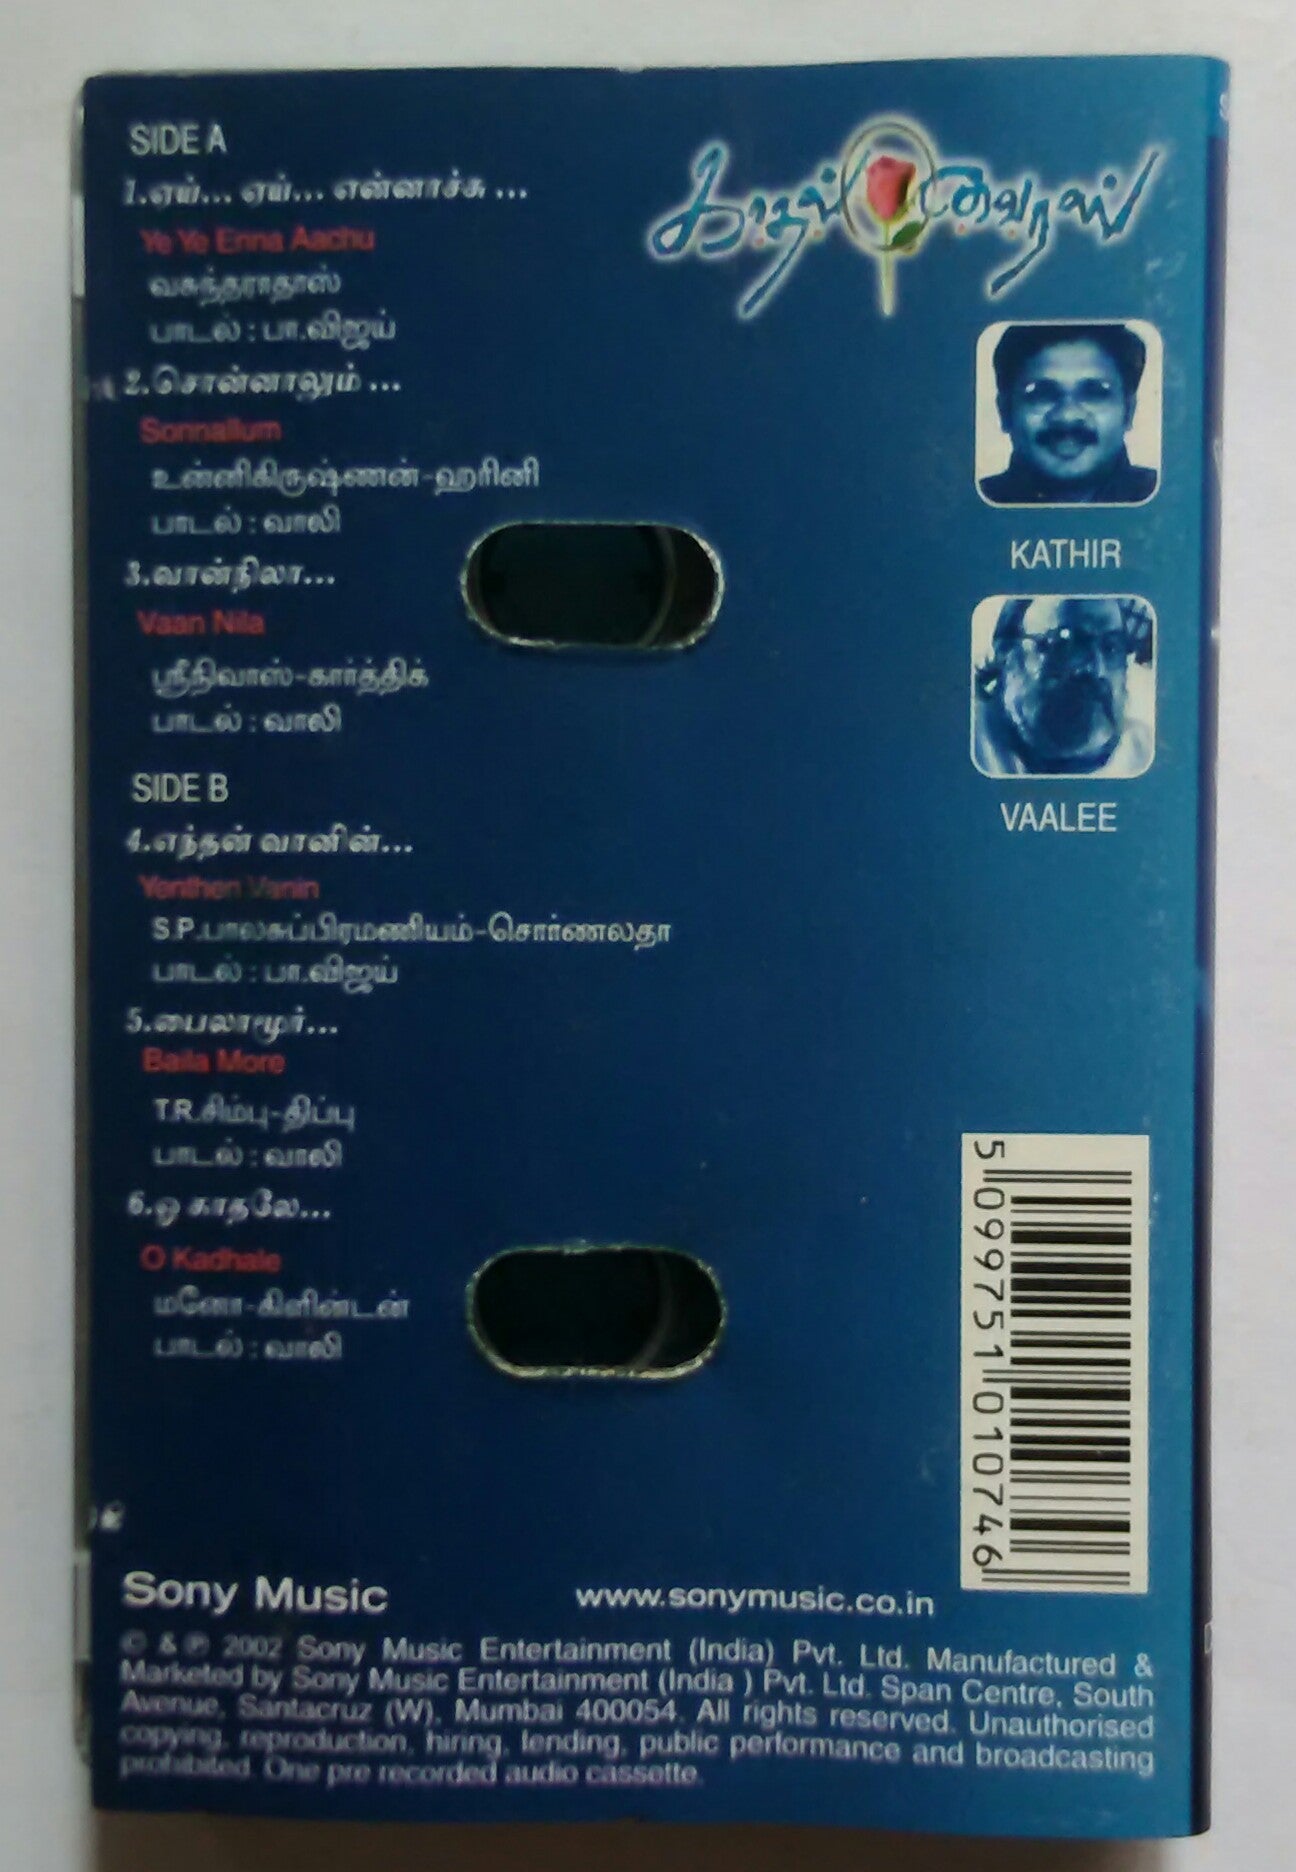 காதல் வைரஸ்
SIDE A
1.ஏய்... ஏய்... என்னாச்சு ...
Ye Ye Enna Aachu
வசுந்தராதாஸ்
பாடல் : பா.விஜய்
2.சொன்னாலும் ...
Sonnallum
உன்னிகிருஷ்ணன்-ஹரினி
பாடல் : வாலி
3.வான்நிலா...
Vaan Nila
ஸ்ரீநிவாஸ்-கார்த்திக்
பாடல் : வாலி
SIDE B
4.எந்தன் வானின்...
Yenthen Vanin
S.P.பாலசுப்பிரமணியம்-சொர்ணலதா
பாடல் : பா.விஜய்
5.பைலாமூர்...
Baila More
T.R.சிம்பு-திப்பு
பாடல் : வாலி
6.ஓ காதலே...
O Kadhale
மனோ-கிளிண்டன்
பாடல் : வாலி
KATHIR
VAALEE
5 099751 010746
Sony Music
www.sonymusic.co.in
© & ℗ 2002 Sony Music Entertainment (India) Pvt. Ltd. Manufactured &
Marketed by Sony Music Entertainment (India ) Pvt. Ltd. Span Centre, South
Avenue, Santacruz (W), Mumbai 400054. All rights reserved. Unauthorised
copying, reproduction, hiring, lending, public performance and broadcasting
prohibited. One pre recorded audio cassette.